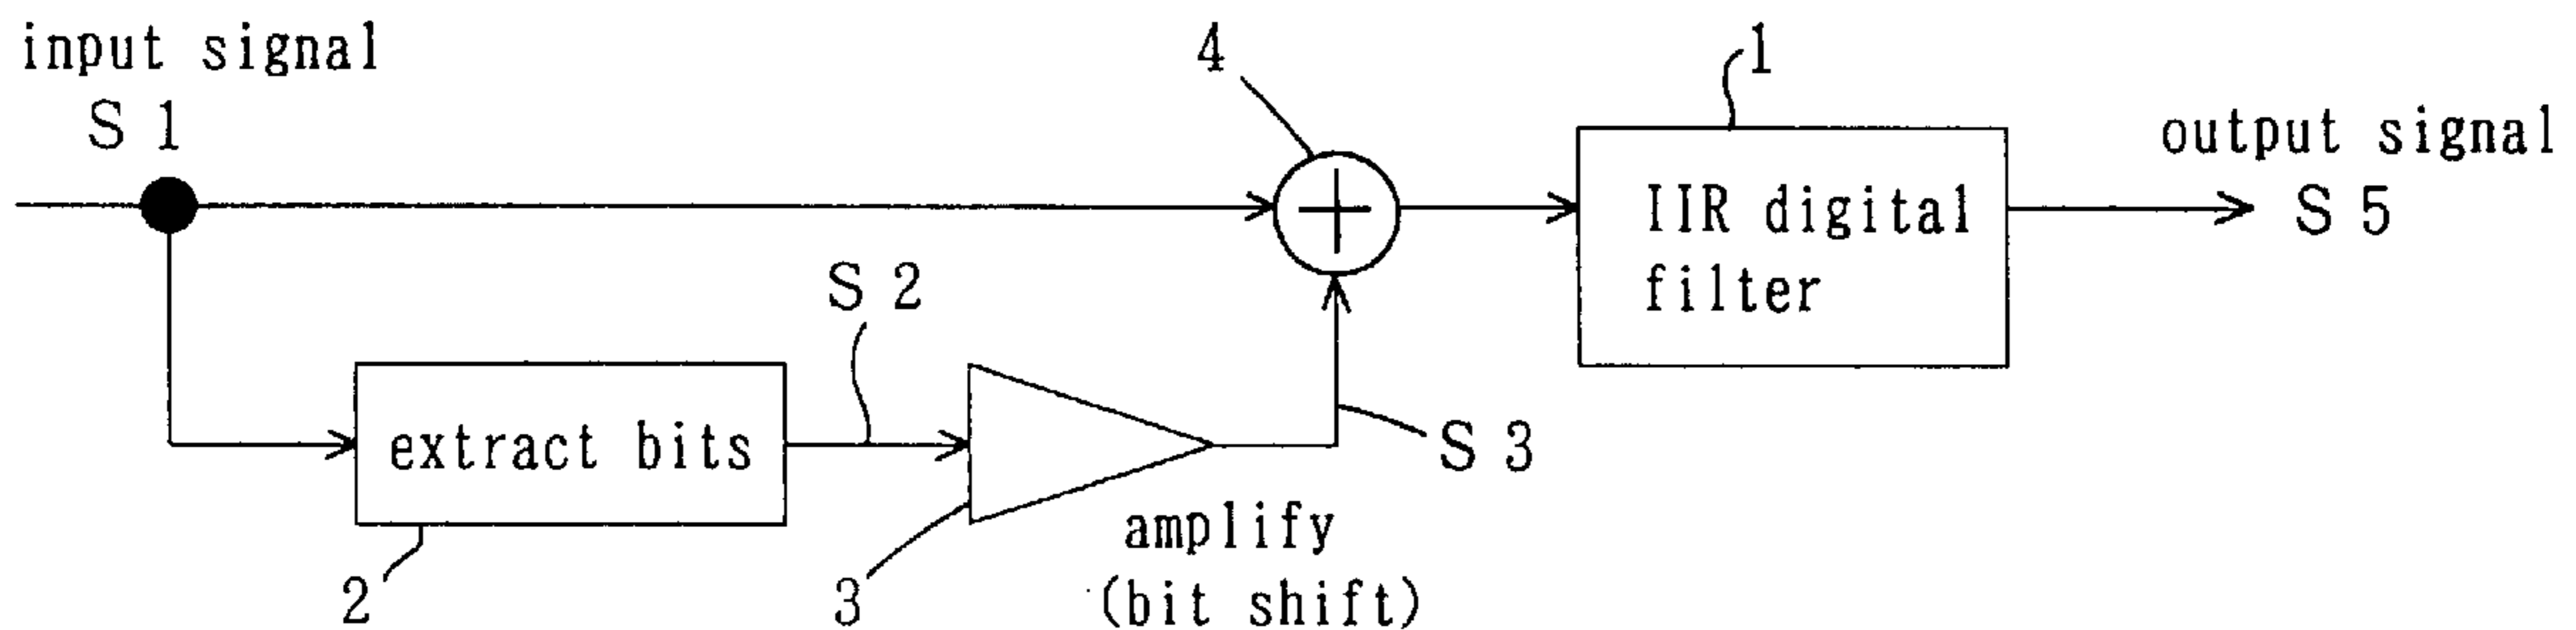 input signal
S 1
4
1
output signal
S 5
IIR digital
filter
S 2
extract bits
S 3
amplify
(bit shift)
2
3